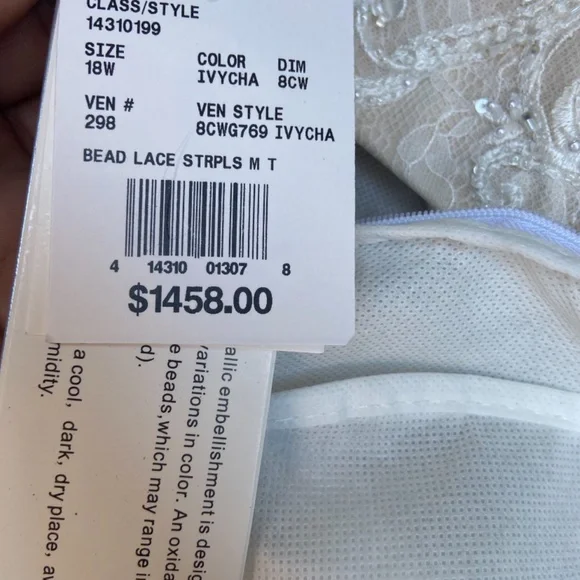 CLASS/STYLE
14310199
SIZE COLOR DIM
18W IVYCHA 8CW
VEN # VEN STYLE
298 8CWG769 IVYCHA
BEAD LACE STRPLS M T
4 14310 01307 8
$1458.00
allic embellishment is desig
variations in color. An oxida
e beads, which may range i
d).
a cool, dark, dry place, av
midity.